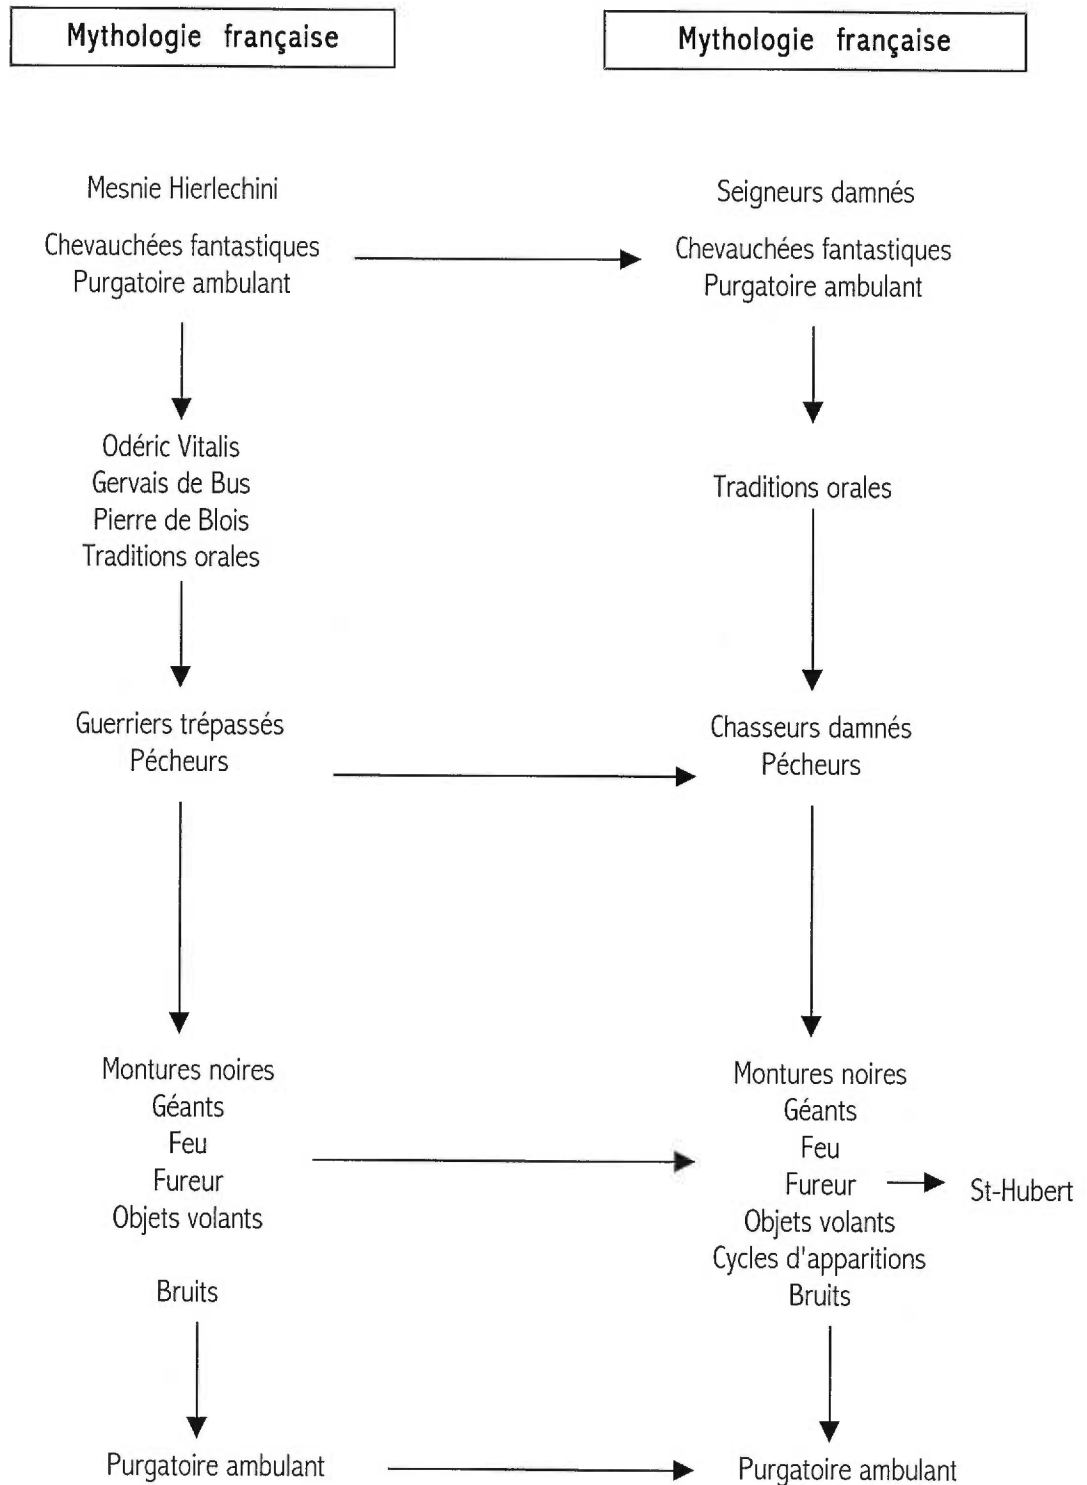 Mythologie française
Mesnie Hierlechini
Chevauchées fantastiques
Purgatoire ambulant
Odéric Vitalis
Gervais de Bus
Pierre de Blois
Traditions orales
Guerriers trépassés
Pécheurs
Montures noires
Géants
Feu
Fureur
Objets volants
Bruits
Purgatoire ambulant
Mythologie française
Seigneurs damnés
Chevauchées fantastiques
Purgatoire ambulant
Traditions orales
Chasseurs damnés
Pécheurs
Montures noires
Géants
Feu
Fureur
St-Hubert
Objets volants
Cycles d'apparitions
Bruits
Purgatoire ambulant